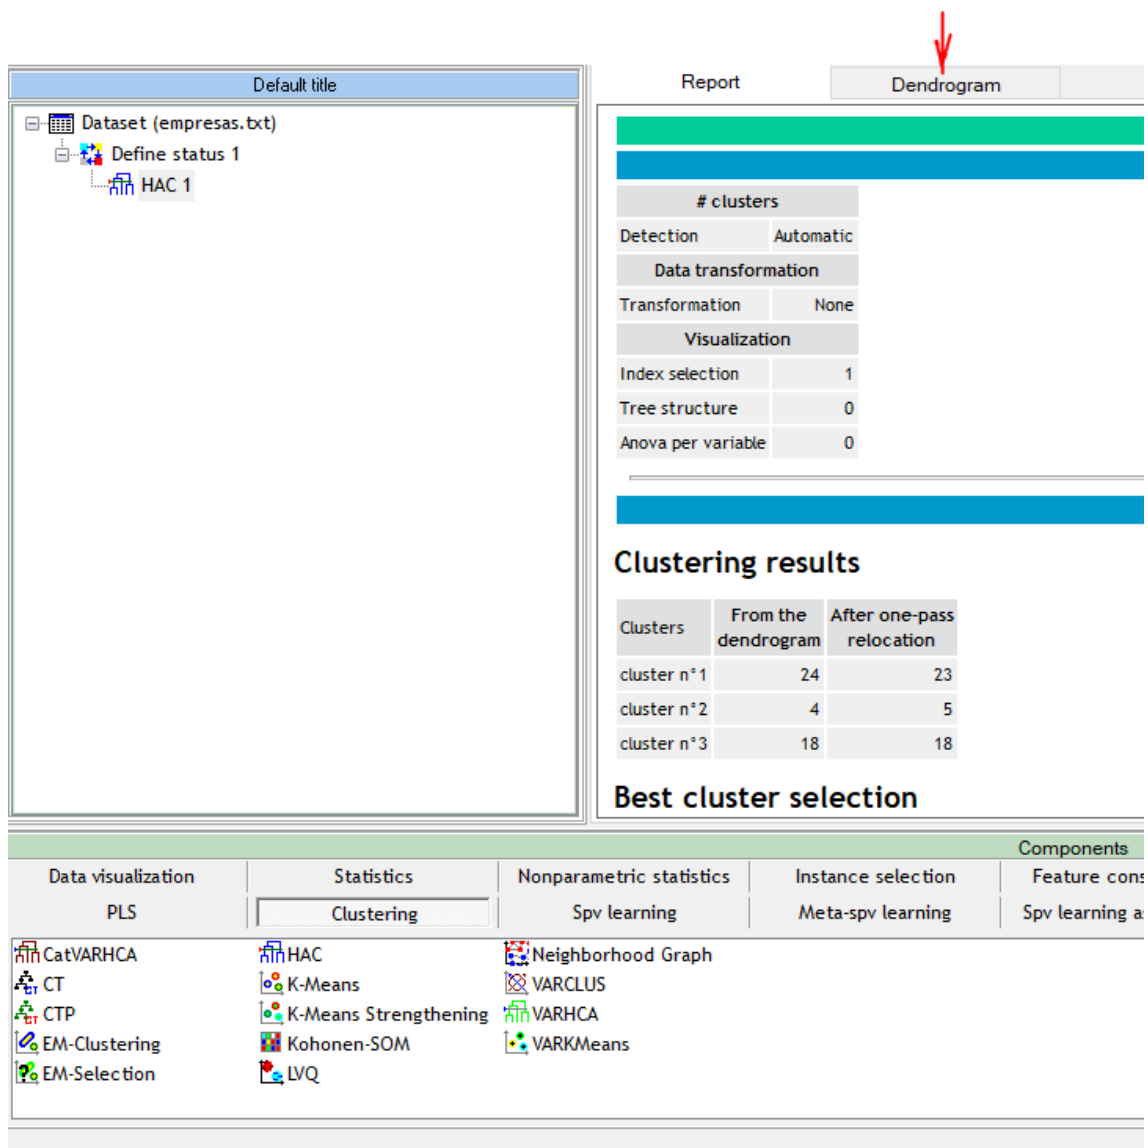 Default title
Dataset (empresas.txt)
Define status 1
HAC 1
Report
Dendrogram
# clusters
Detection Automatic
Data transformation
Transformation None
Visualization
Index selection 1
Tree structure 0
Anova per variable 0
Clustering results
Clusters From the dendrogram After one-pass relocation
cluster n°1 24 23
cluster n°2 4 5
cluster n°3 18 18
Best cluster selection
Components
Data visualization Statistics Nonparametric statistics Instance selection Feature cons
PLS Clustering Spv learning Meta-spv learning Spv learning a
CatVARHCA HAC Neighborhood Graph
CT K-Means VARCLUS
CTP K-Means Strengthening VARHCA
EM-Clustering Kohonen-SOM VARKMeans
EM-Selection LVQ